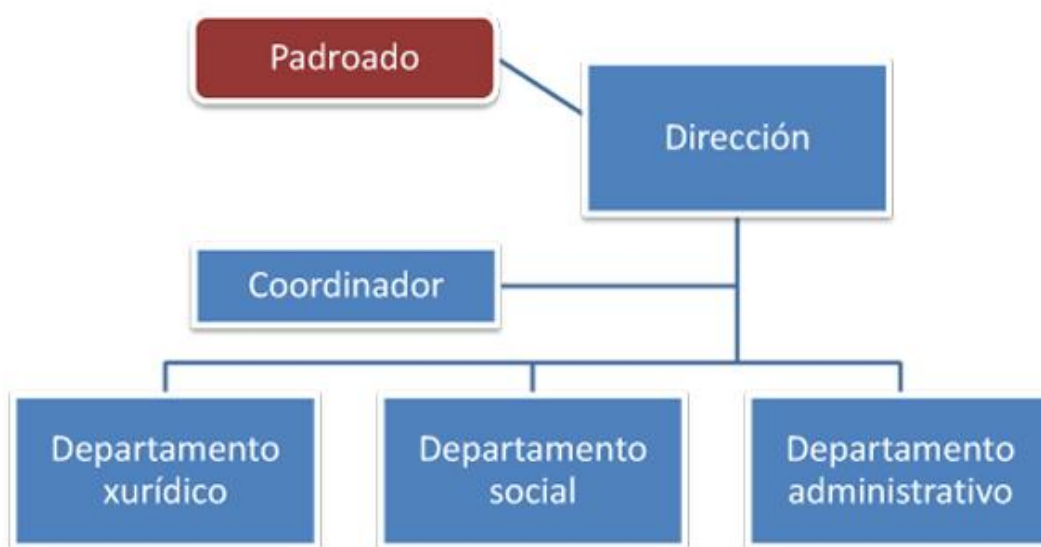 Padroado
Dirección
Coordinador
Departamento
xurídico
Departamento
social
Departamento
administrativo